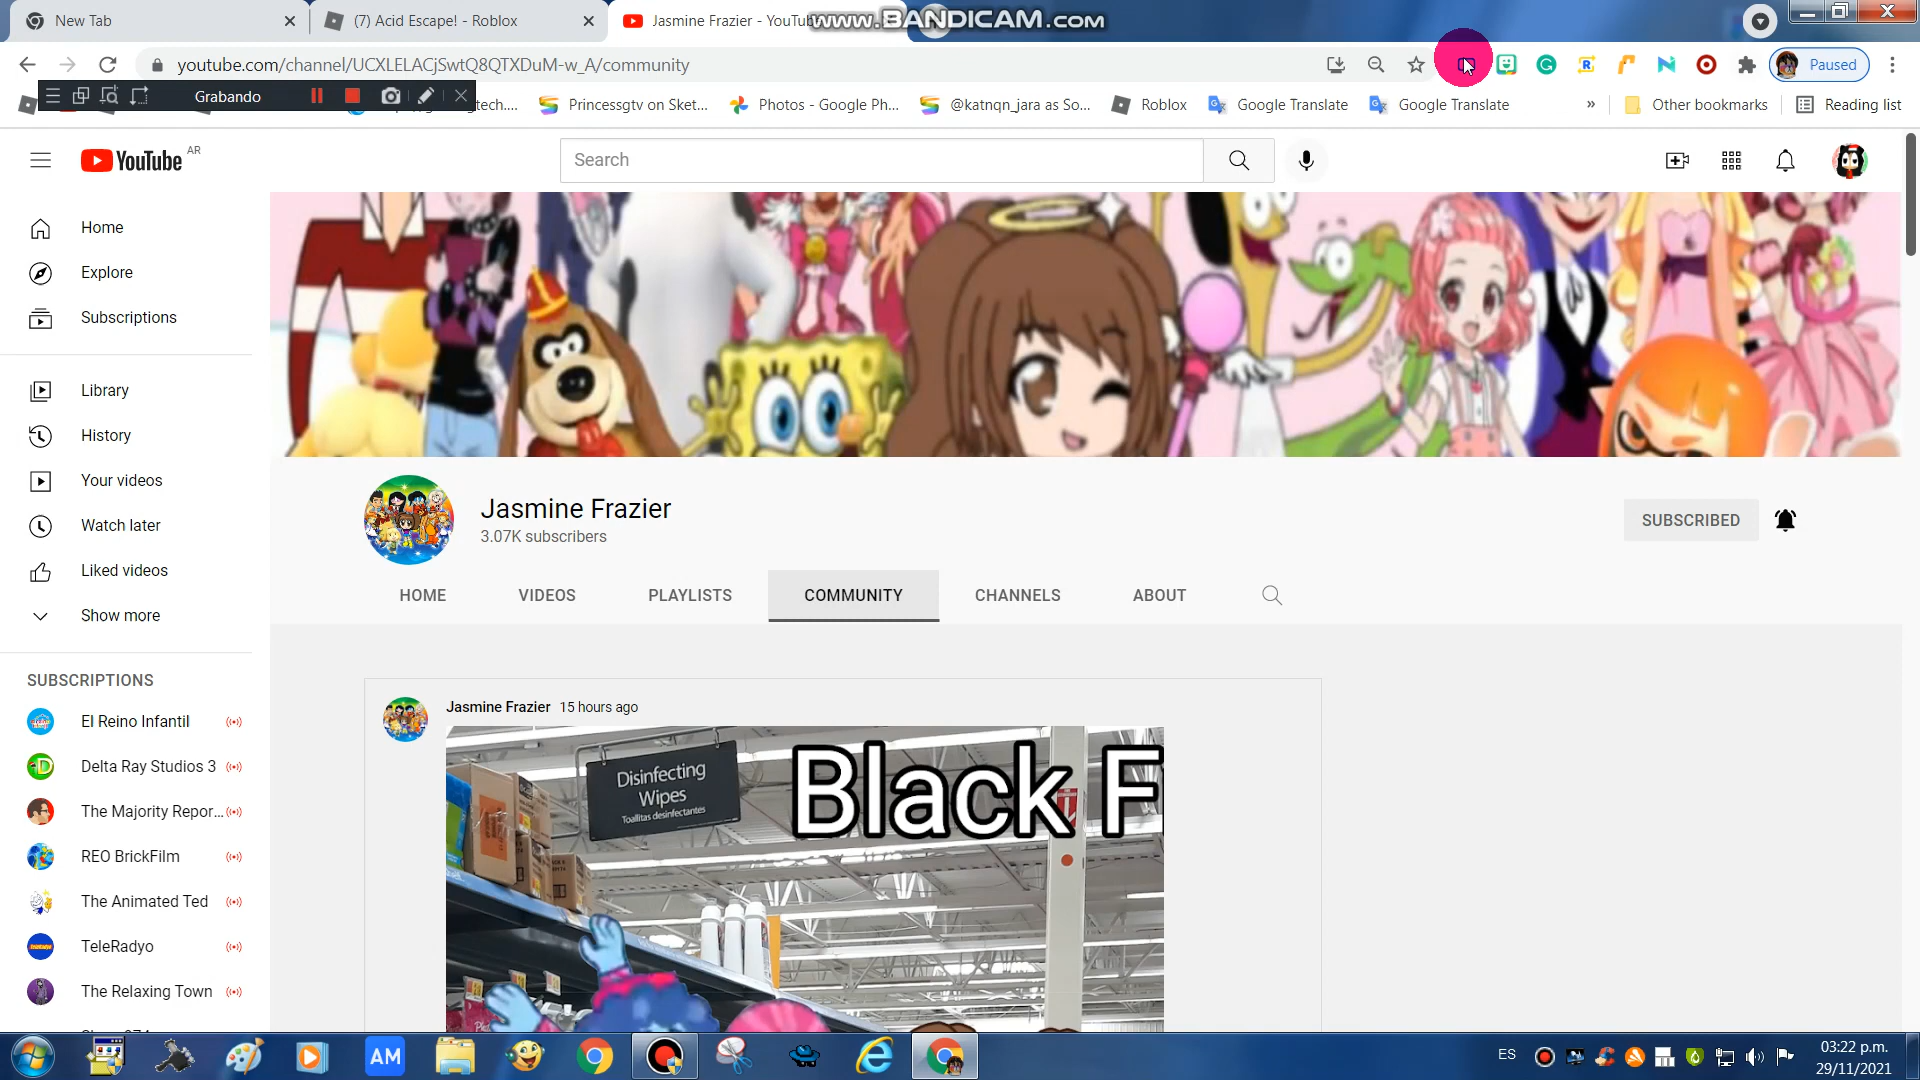 New Tab
(7) Acid Escape! - Roblox
Jasmine Frazier - YouTube
www.BANDICAM.com
youtube.com/channel/UCXLELACjSwtQ8QTXDuM-w_A/community
Paused
Grabando
tech....
Princessgtv on Sket...
Photos - Google Ph...
@katnqn_jara as So...
Roblox
Google Translate
Google Translate
»
Other bookmarks
Reading list
YouTube AR
Search
Home
Explore
Subscriptions
Library
History
Your videos
Watch later
Liked videos
Show more
SUBSCRIPTIONS
El Reino Infantil
Delta Ray Studios 3
The Majority Repor...
REO BrickFilm
The Animated Ted
TeleRadyo
The Relaxing Town
Jasmine Frazier
3.07K subscribers
SUBSCRIBED
HOME
VIDEOS
PLAYLISTS
COMMUNITY
CHANNELS
ABOUT
Jasmine Frazier 15 hours ago
Disinfecting
Wipes
Toallitas desinfectantes
Black F
AM
ES
03:22 p.m.
29/11/2021